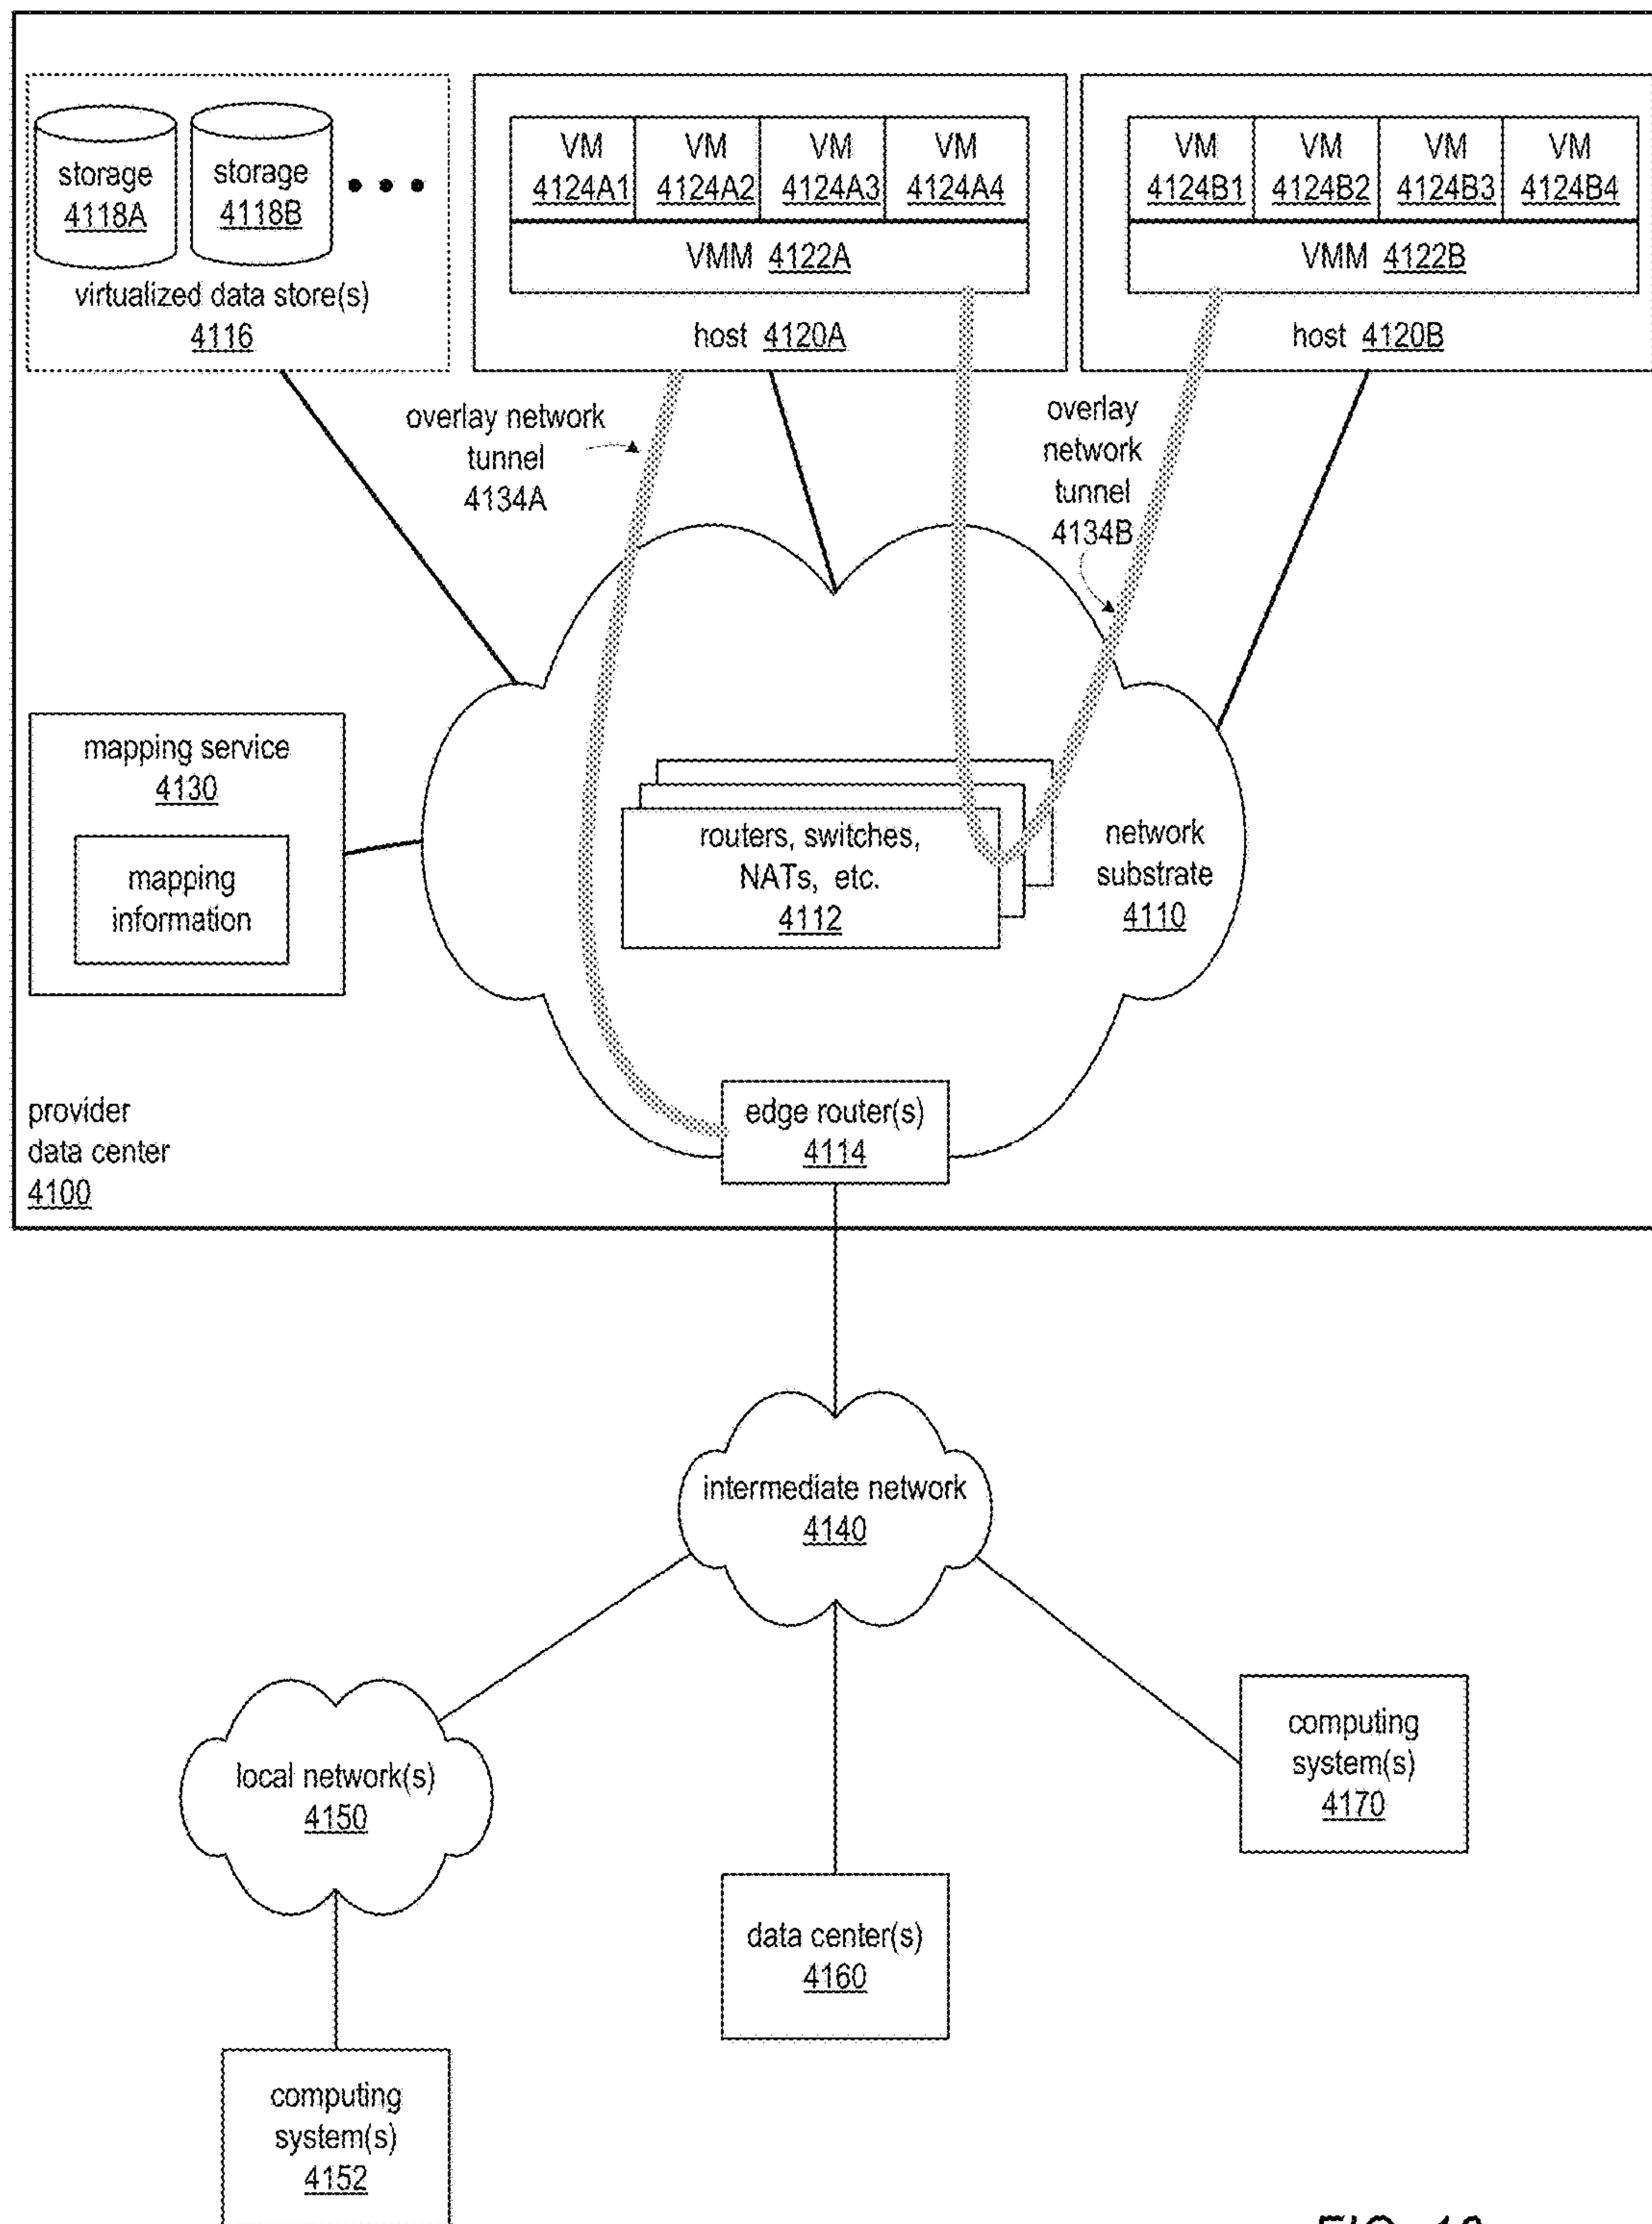 storage
4118A
storage
4118B
virtualized data store(s)
4116
VM
4124A1
VM
4124A2
VM
4124A3
VM
4124A4
VMM 4122A
host 4120A
VM
4124B1
VM
4124B2
VM
4124B3
VM
4124B4
VMM 4122B
host 4120B
overlay network
tunnel
4134A
overlay
network
tunnel
4134B
mapping service
4130
mapping
information
routers, switches,
NATs, etc.
4112
network
substrate
4110
edge router(s)
4114
provider
data center
4100
intermediate network
4140
local network(s)
4150
computing
system(s)
4170
data center(s)
4160
computing
system(s)
4152